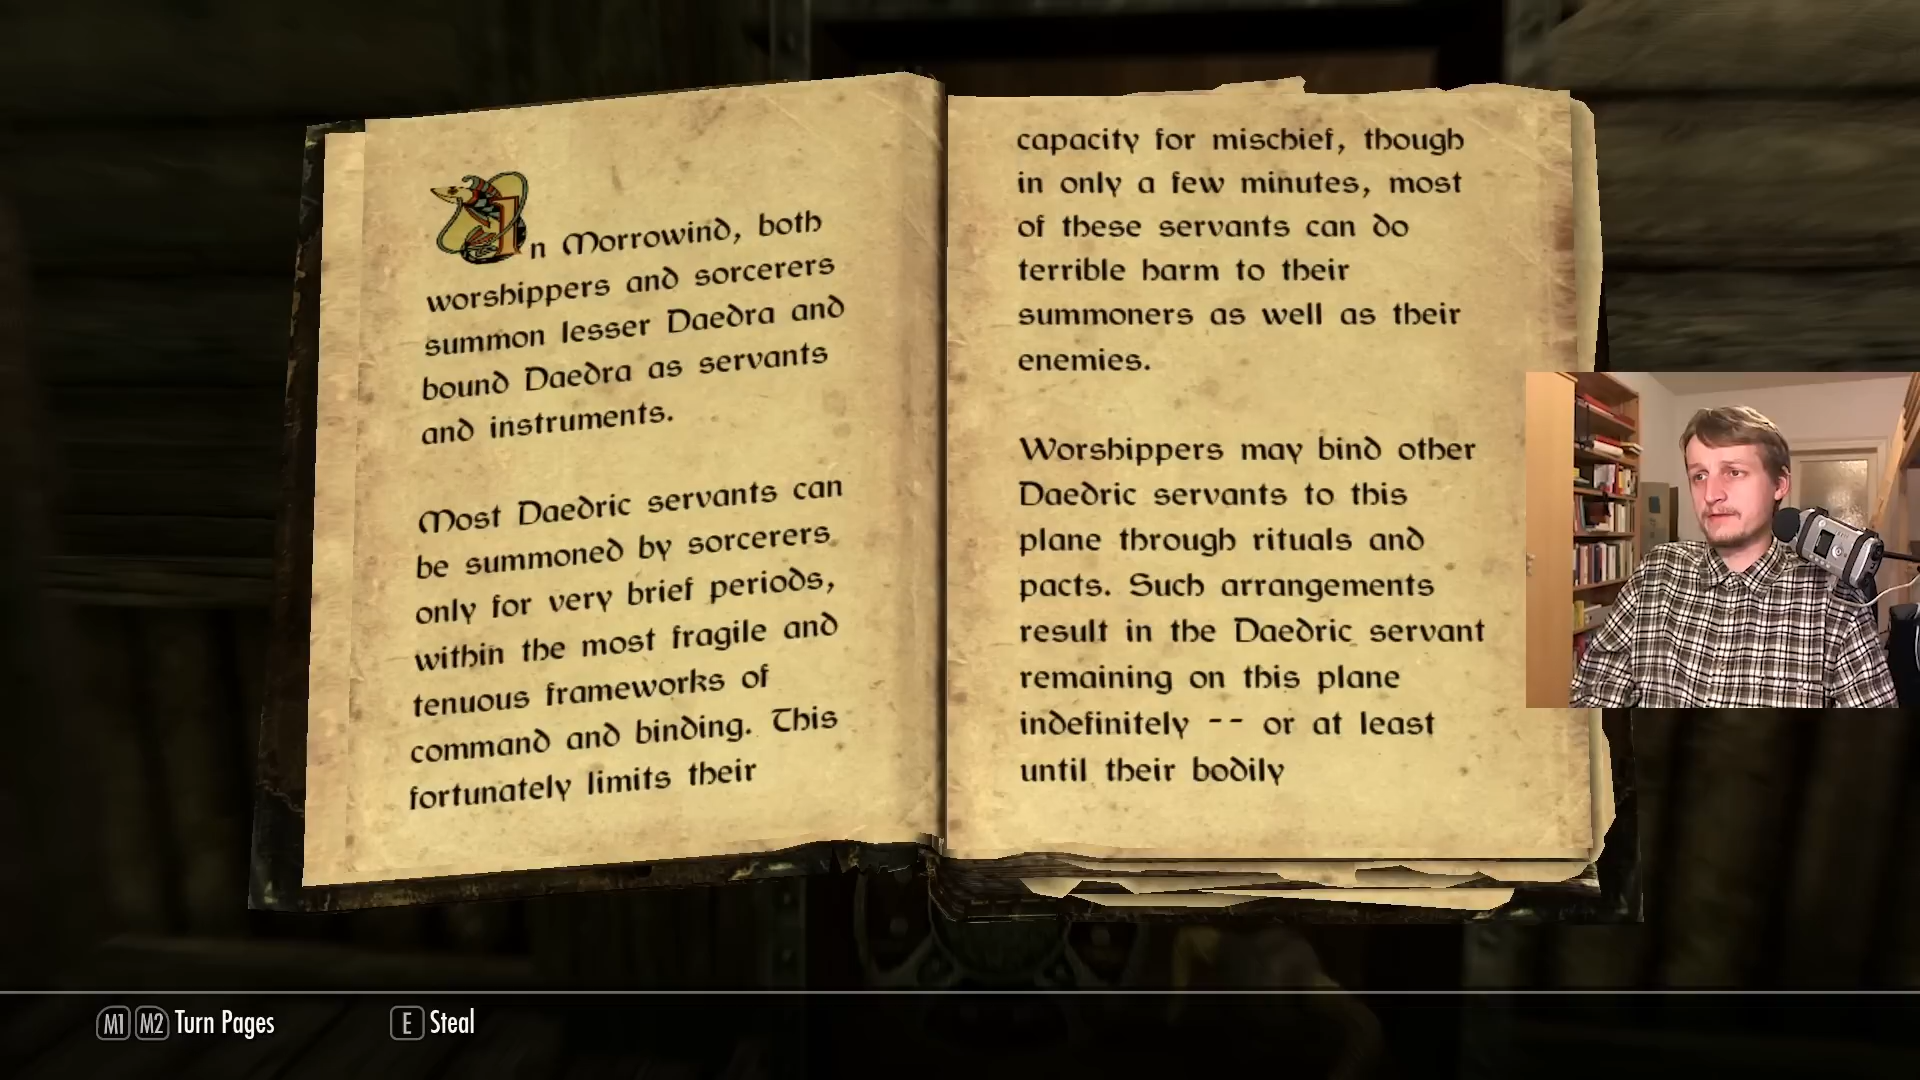 In Morrowind, both
worshippers and sorcerers
summon lesser Daedra and
bound Daedra as servants
and instruments.
Most Daedric servants can
be summoned by sorcerers
only for very brief periods,
within the most fragile and
tenuous frameworks of
command and binding. This
fortunately limits their
capacity for mischief, though
in only a few minutes, most
of these servants can do
terrible harm to their
summoners as well as their
enemies.
Worshippers may bind other
Daedric servants to this
plane through rituals and
pacts. Such arrangements
result in the Daedric servant
remaining on this plane
indefinitely -- or at least
until their bodily
M1 M2 Turn Pages
E Steal